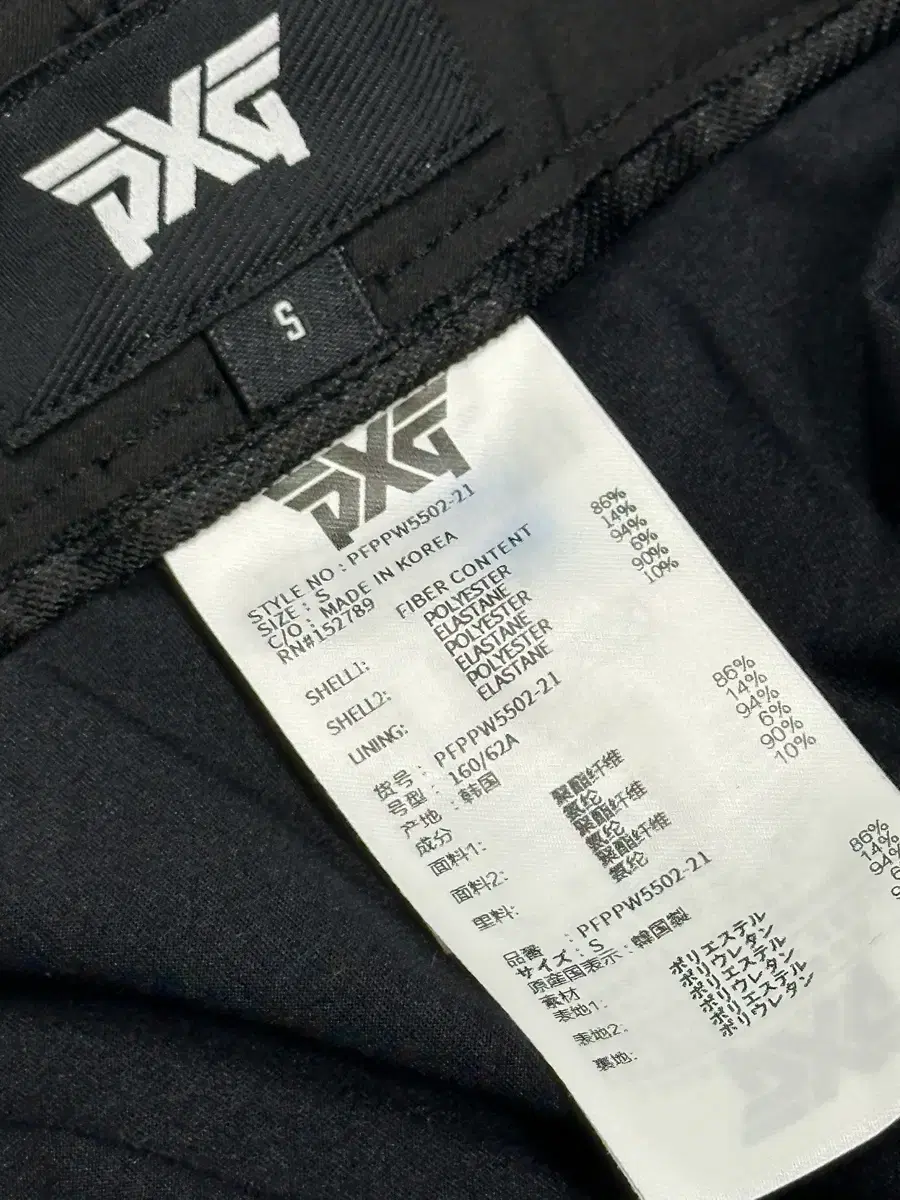 PXG
S
PXG
STYLE NO : PFPPW5502-21
SIZE : S
C/O : MADE IN KOREA
RN#152789
FIBER CONTENT
SHELL1: POLYESTER 86%
ELASTANE 14%
SHELL2: POLYESTER 94%
ELASTANE 6%
LINING: POLYESTER 90%
ELASTANE 10%
货号 : PFPPW5502-21
号型 : 160/62A
产地 : 韩国
成分
面料1: 聚酯纤维 86%
氨纶 14%
面料2: 聚酯纤维 94%
氨纶 6%
里料: 聚酯纤维 90%
氨纶 10%
品番 : PFPPW5502-21
サイズ : S
原産国表示 : 韓国製
素材
表地1: ポリエステル 86%
ポリウレタン 14%
表地2: ポリエステル 94%
ポリウレタン
裏地: ポリエステル
ポリウレタン